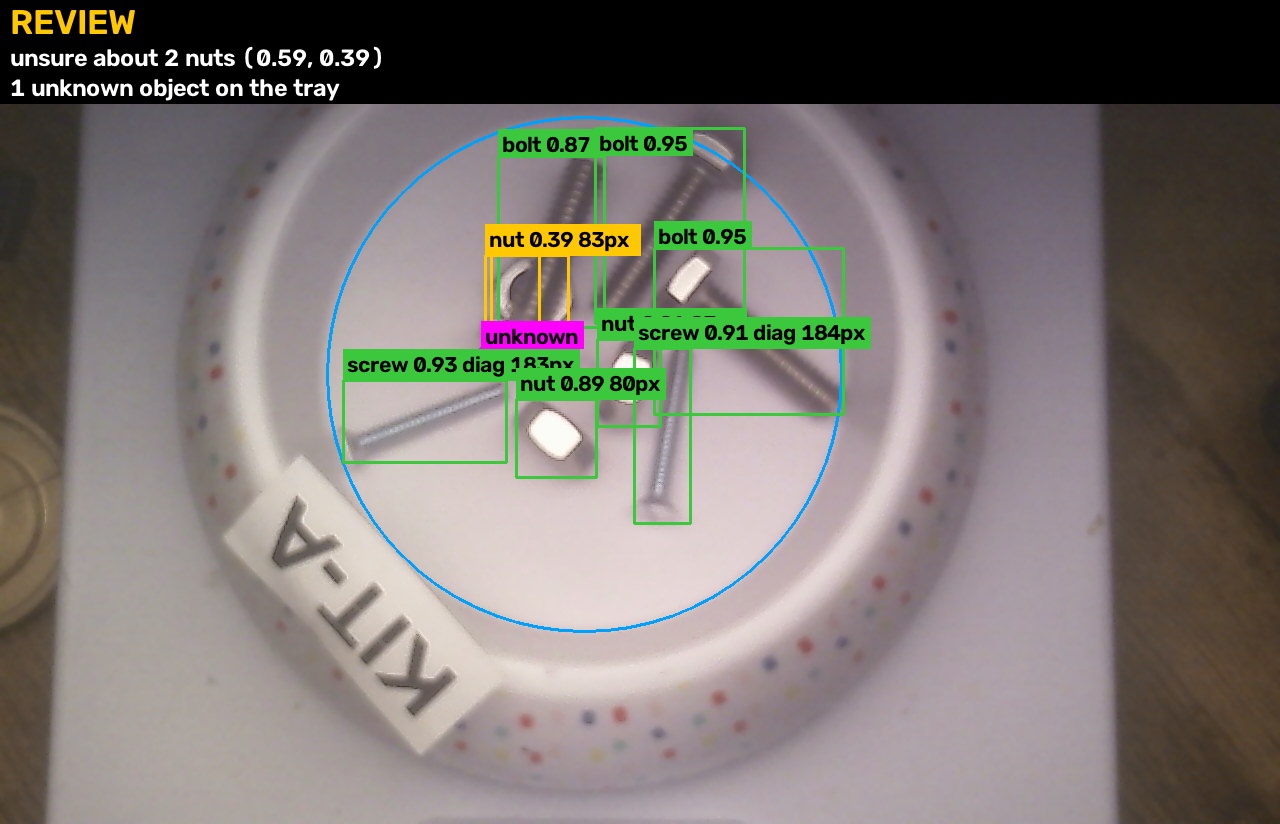 REVIEW
unsure about 2 nuts (0.59, 0.39)
1 unknown object on the tray
bolt 0.87
bolt 0.95
nut 0.39 83px
bolt 0.95
unknown
nut
screw 0.91 diag 184px
screw 0.93 diag 183px
nut 0.89 80px
KIT-A